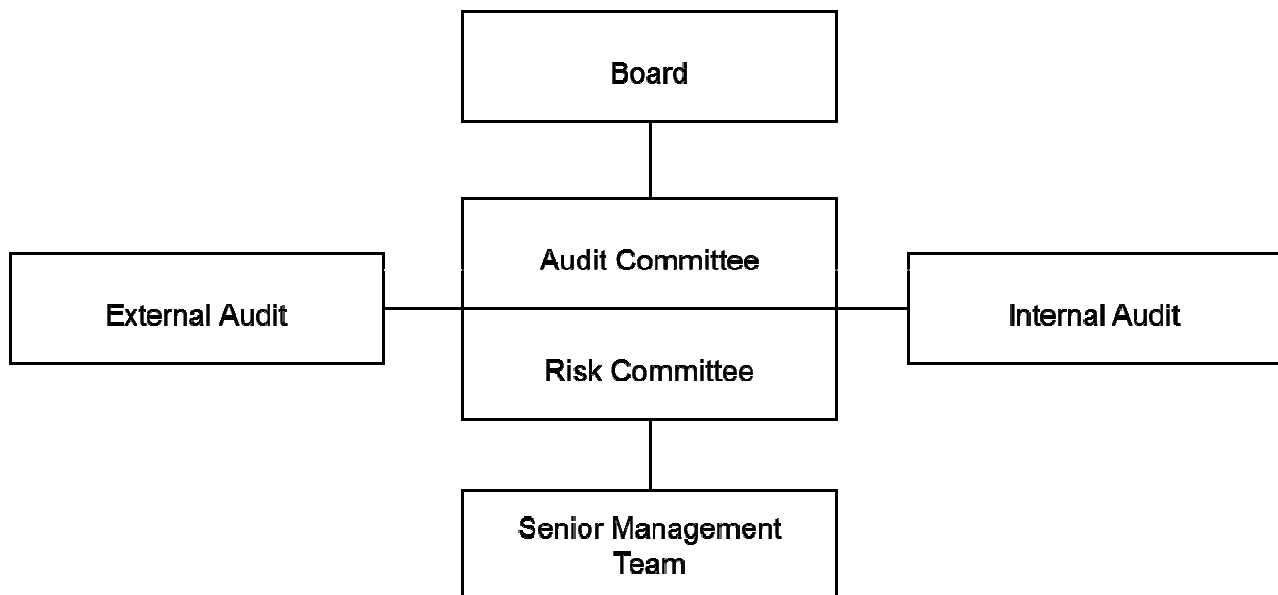 Board
Audit Committee
External Audit
Internal Audit
Risk Committee
Senior Management
Team